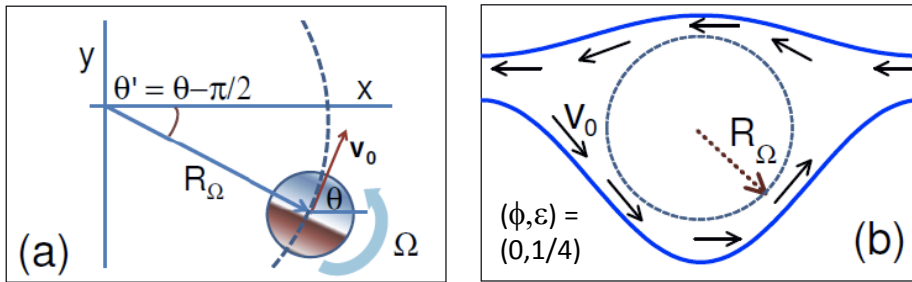 (a)
y
θ' = θ−π/2
x
v₀
R_Ω
θ
Ω
v₀
R_Ω
(ϕ,ε) =
(0,1/4)
(b)